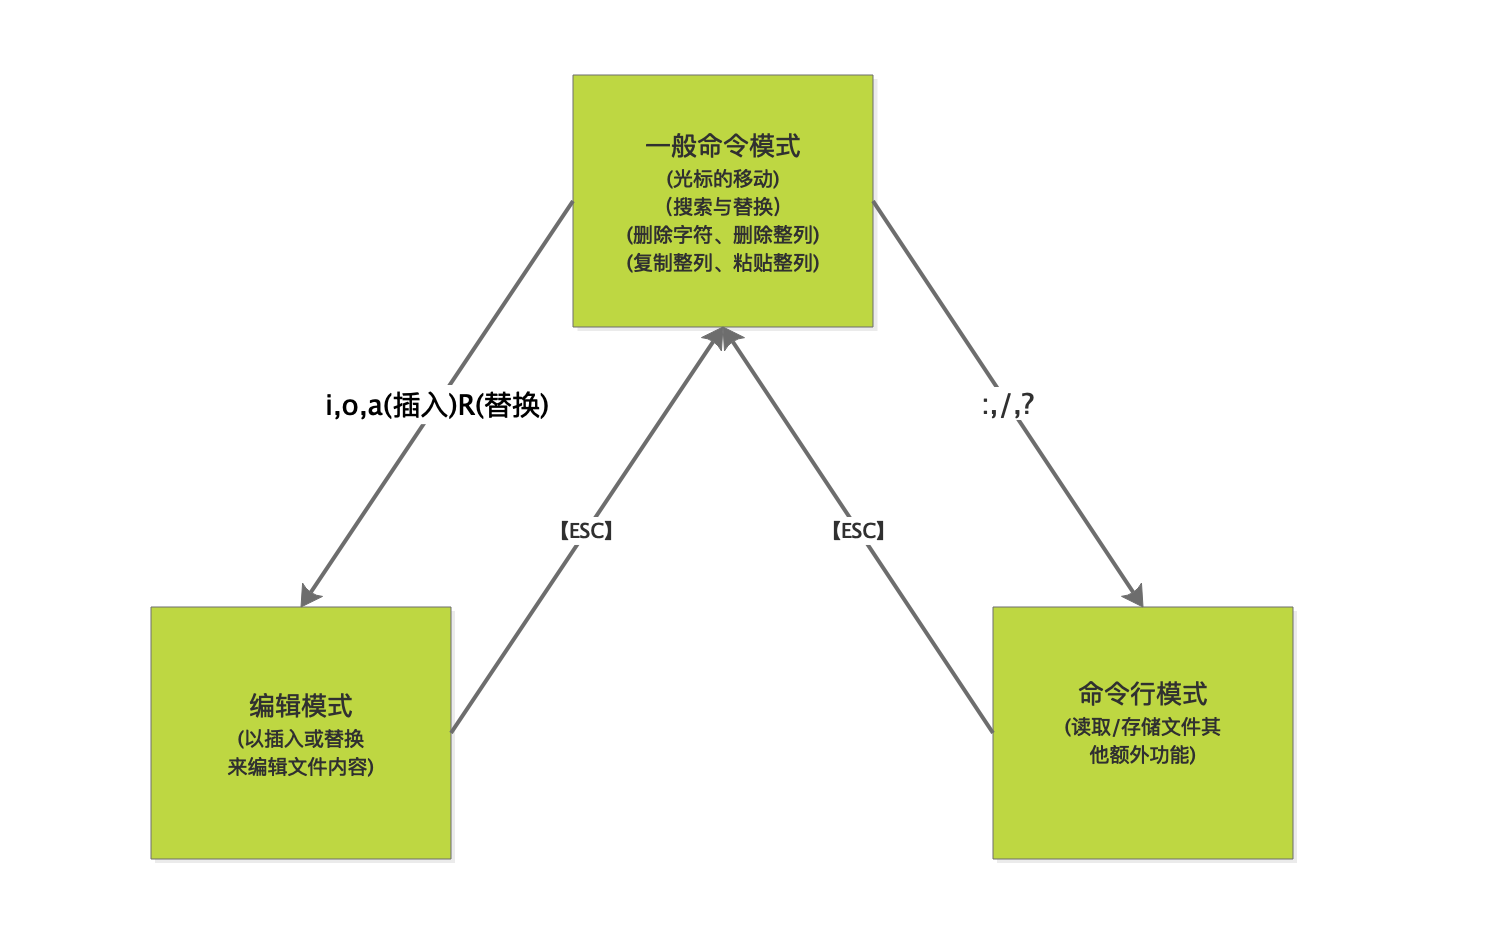 一般命令模式
(光标的移动)
（搜索与替换）
(删除字符、删除整列)
(复制整列、粘贴整列)
i,o,a(插入)R(替换)
:,/,?
【ESC】
【ESC】
编辑模式
(以插入或替换
来编辑文件内容)
命令行模式
(读取/存储文件其
他额外功能)